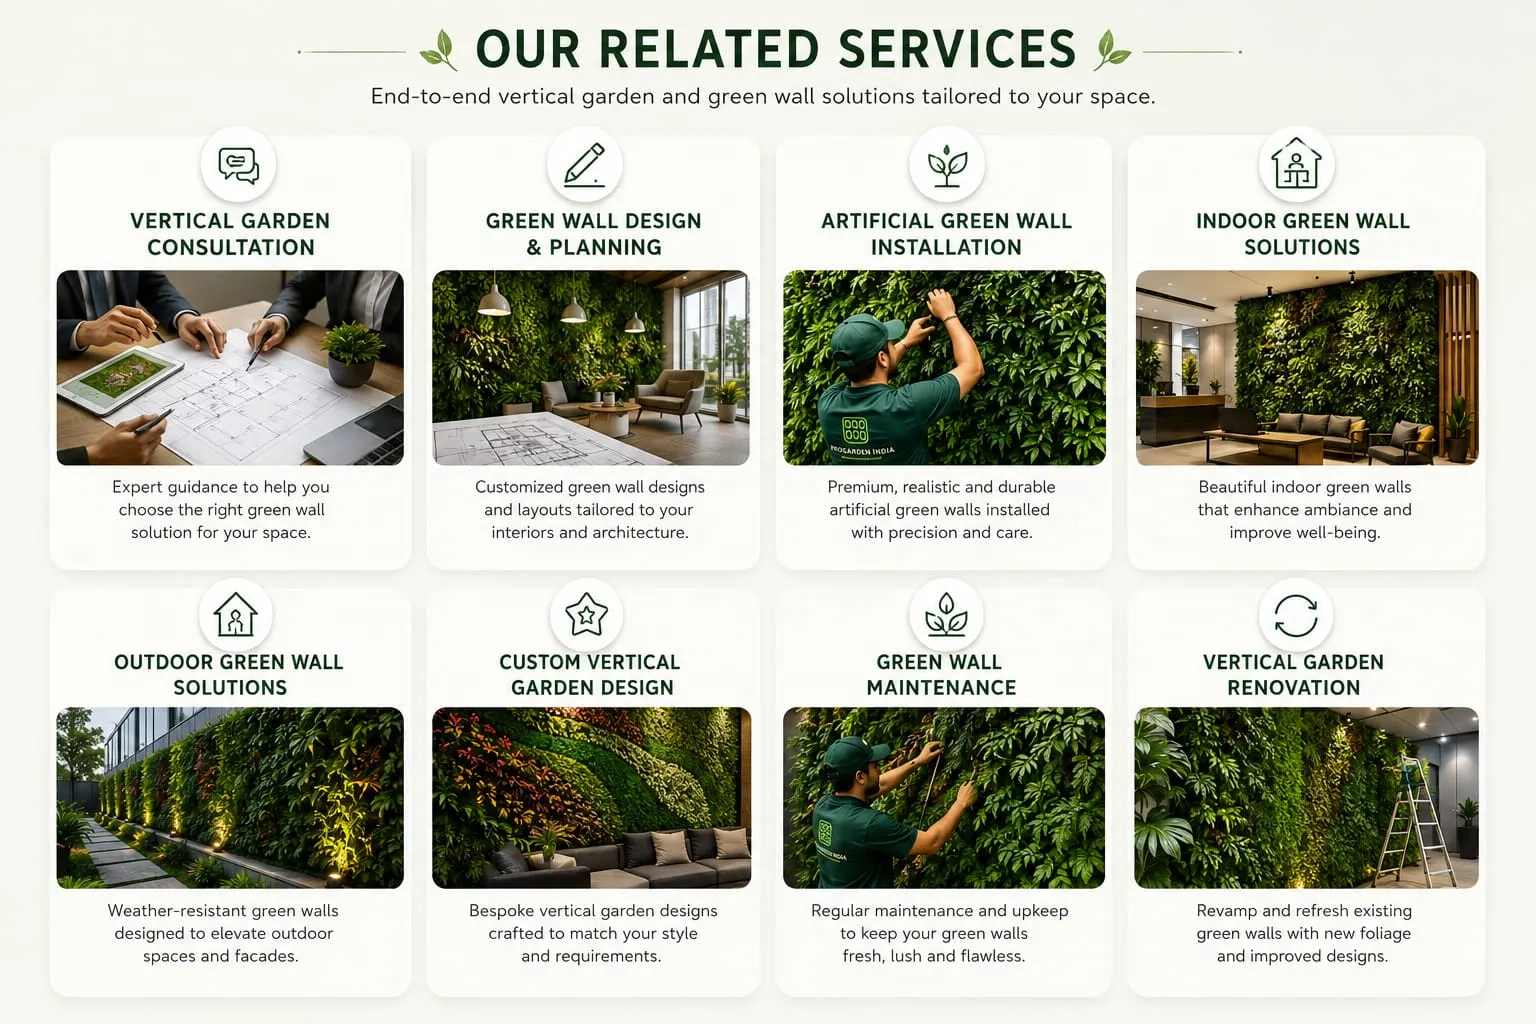 OUR RELATED SERVICES
End-to-end vertical garden and green wall solutions tailored to your space.
VERTICAL GARDEN
CONSULTATION
Expert guidance to help you
choose the right green wall
solution for your space.
GREEN WALL DESIGN
& PLANNING
Customized green wall designs
and layouts tailored to your
interiors and architecture.
ARTIFICIAL GREEN WALL
INSTALLATION
Premium, realistic and durable
artificial green walls installed
with precision and care.
INDOOR GREEN WALL
SOLUTIONS
Beautiful indoor green walls
that enhance ambiance and
improve well-being.
OUTDOOR GREEN WALL
SOLUTIONS
Weather-resistant green walls
designed to elevate outdoor
spaces and facades.
CUSTOM VERTICAL
GARDEN DESIGN
Bespoke vertical garden designs
crafted to match your style
and requirements.
GREEN WALL
MAINTENANCE
INDIA
Regular maintenance and upkeep
to keep your green walls
fresh, lush and flawless.
VERTICAL GARDEN
RENOVATION
Revamp and refresh existing
green walls with new foliage
and improved designs.